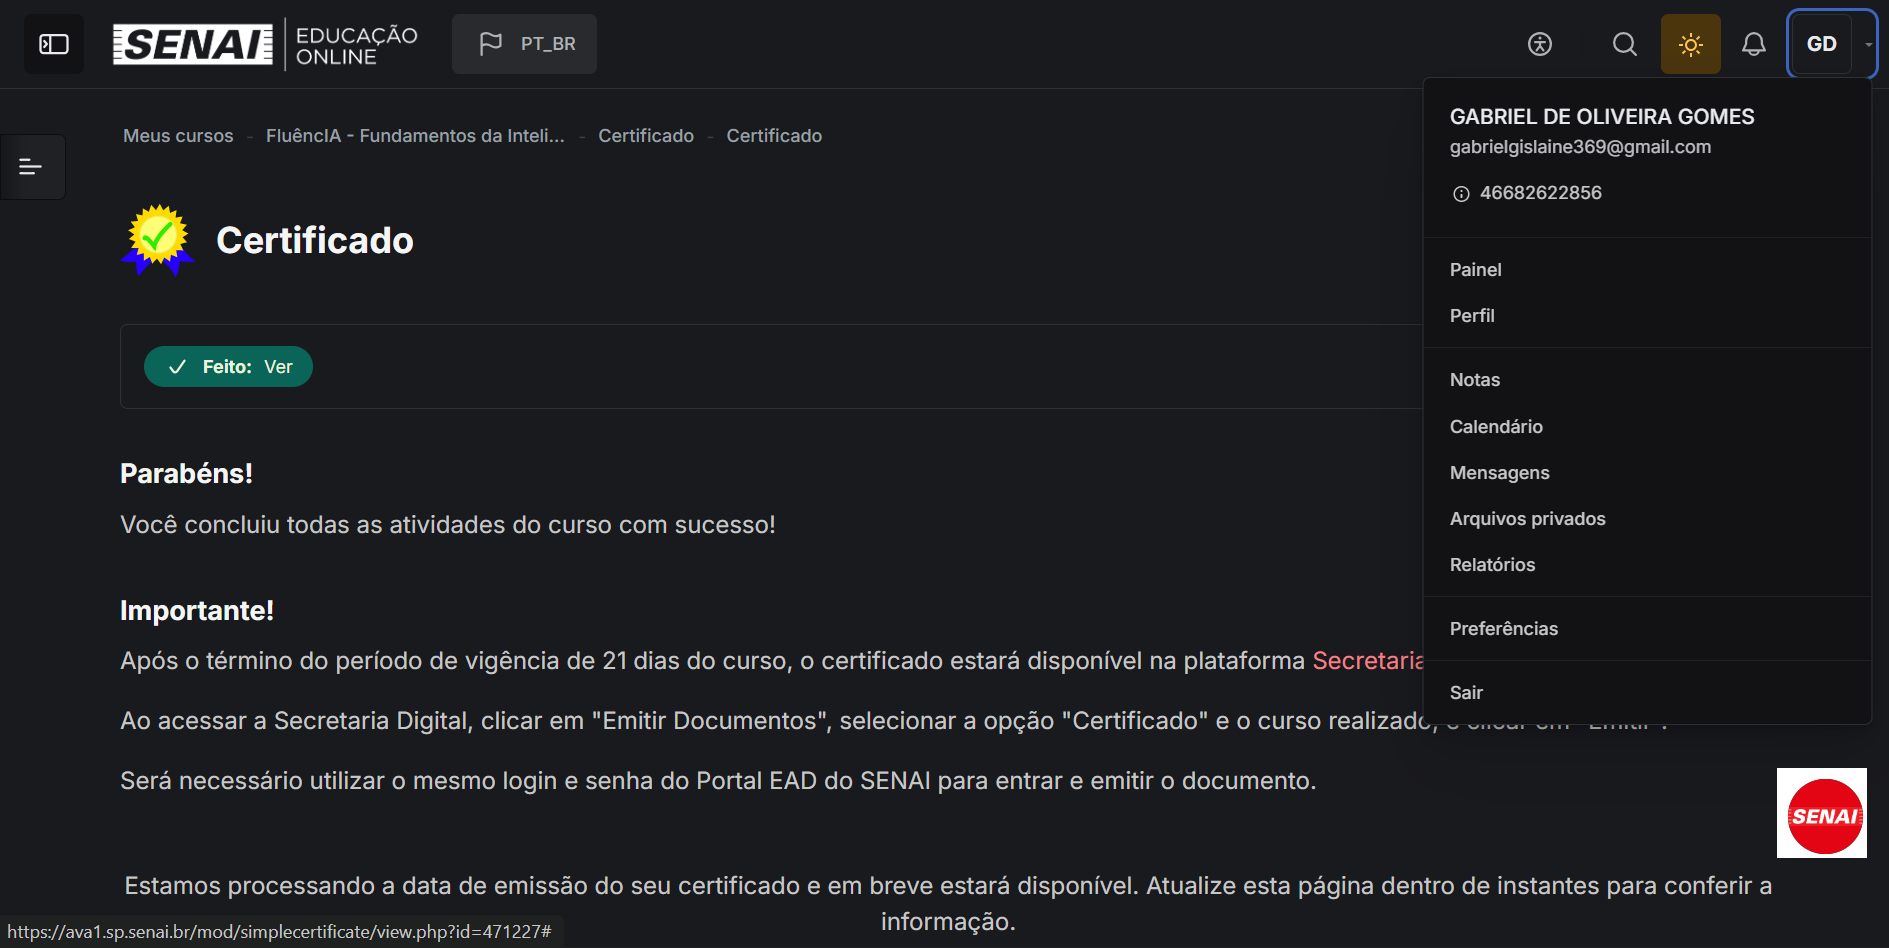 SENAI
EDUCAÇÃO
ONLINE
PT_BR
GD
GABRIEL DE OLIVEIRA GOMES
gabrielgislaine369@gmail.com
46682622856
Painel
Perfil
Notas
Calendário
Mensagens
Arquivos privados
Relatórios
Preferências
Sair
Meus cursos - FluêncIA - Fundamentos da Inteli... - Certificado - Certificado
Certificado
Feito: Ver
Parabéns!
Você concluiu todas as atividades do curso com sucesso!
Importante!
Após o término do período de vigência de 21 dias do curso, o certificado estará disponível na plataforma Secretaria
Ao acessar a Secretaria Digital, clicar em "Emitir Documentos", selecionar a opção "Certificado" e o curso realizado, e clicar em "Emitir".
Será necessário utilizar o mesmo login e senha do Portal EAD do SENAI para entrar e emitir o documento.
SENAI
Estamos processando a data de emissão do seu certificado e em breve estará disponível. Atualize esta página dentro de instantes para conferir a
informação.
https://ava1.sp.senai.br/mod/simplecertificate/view.php?id=471227#